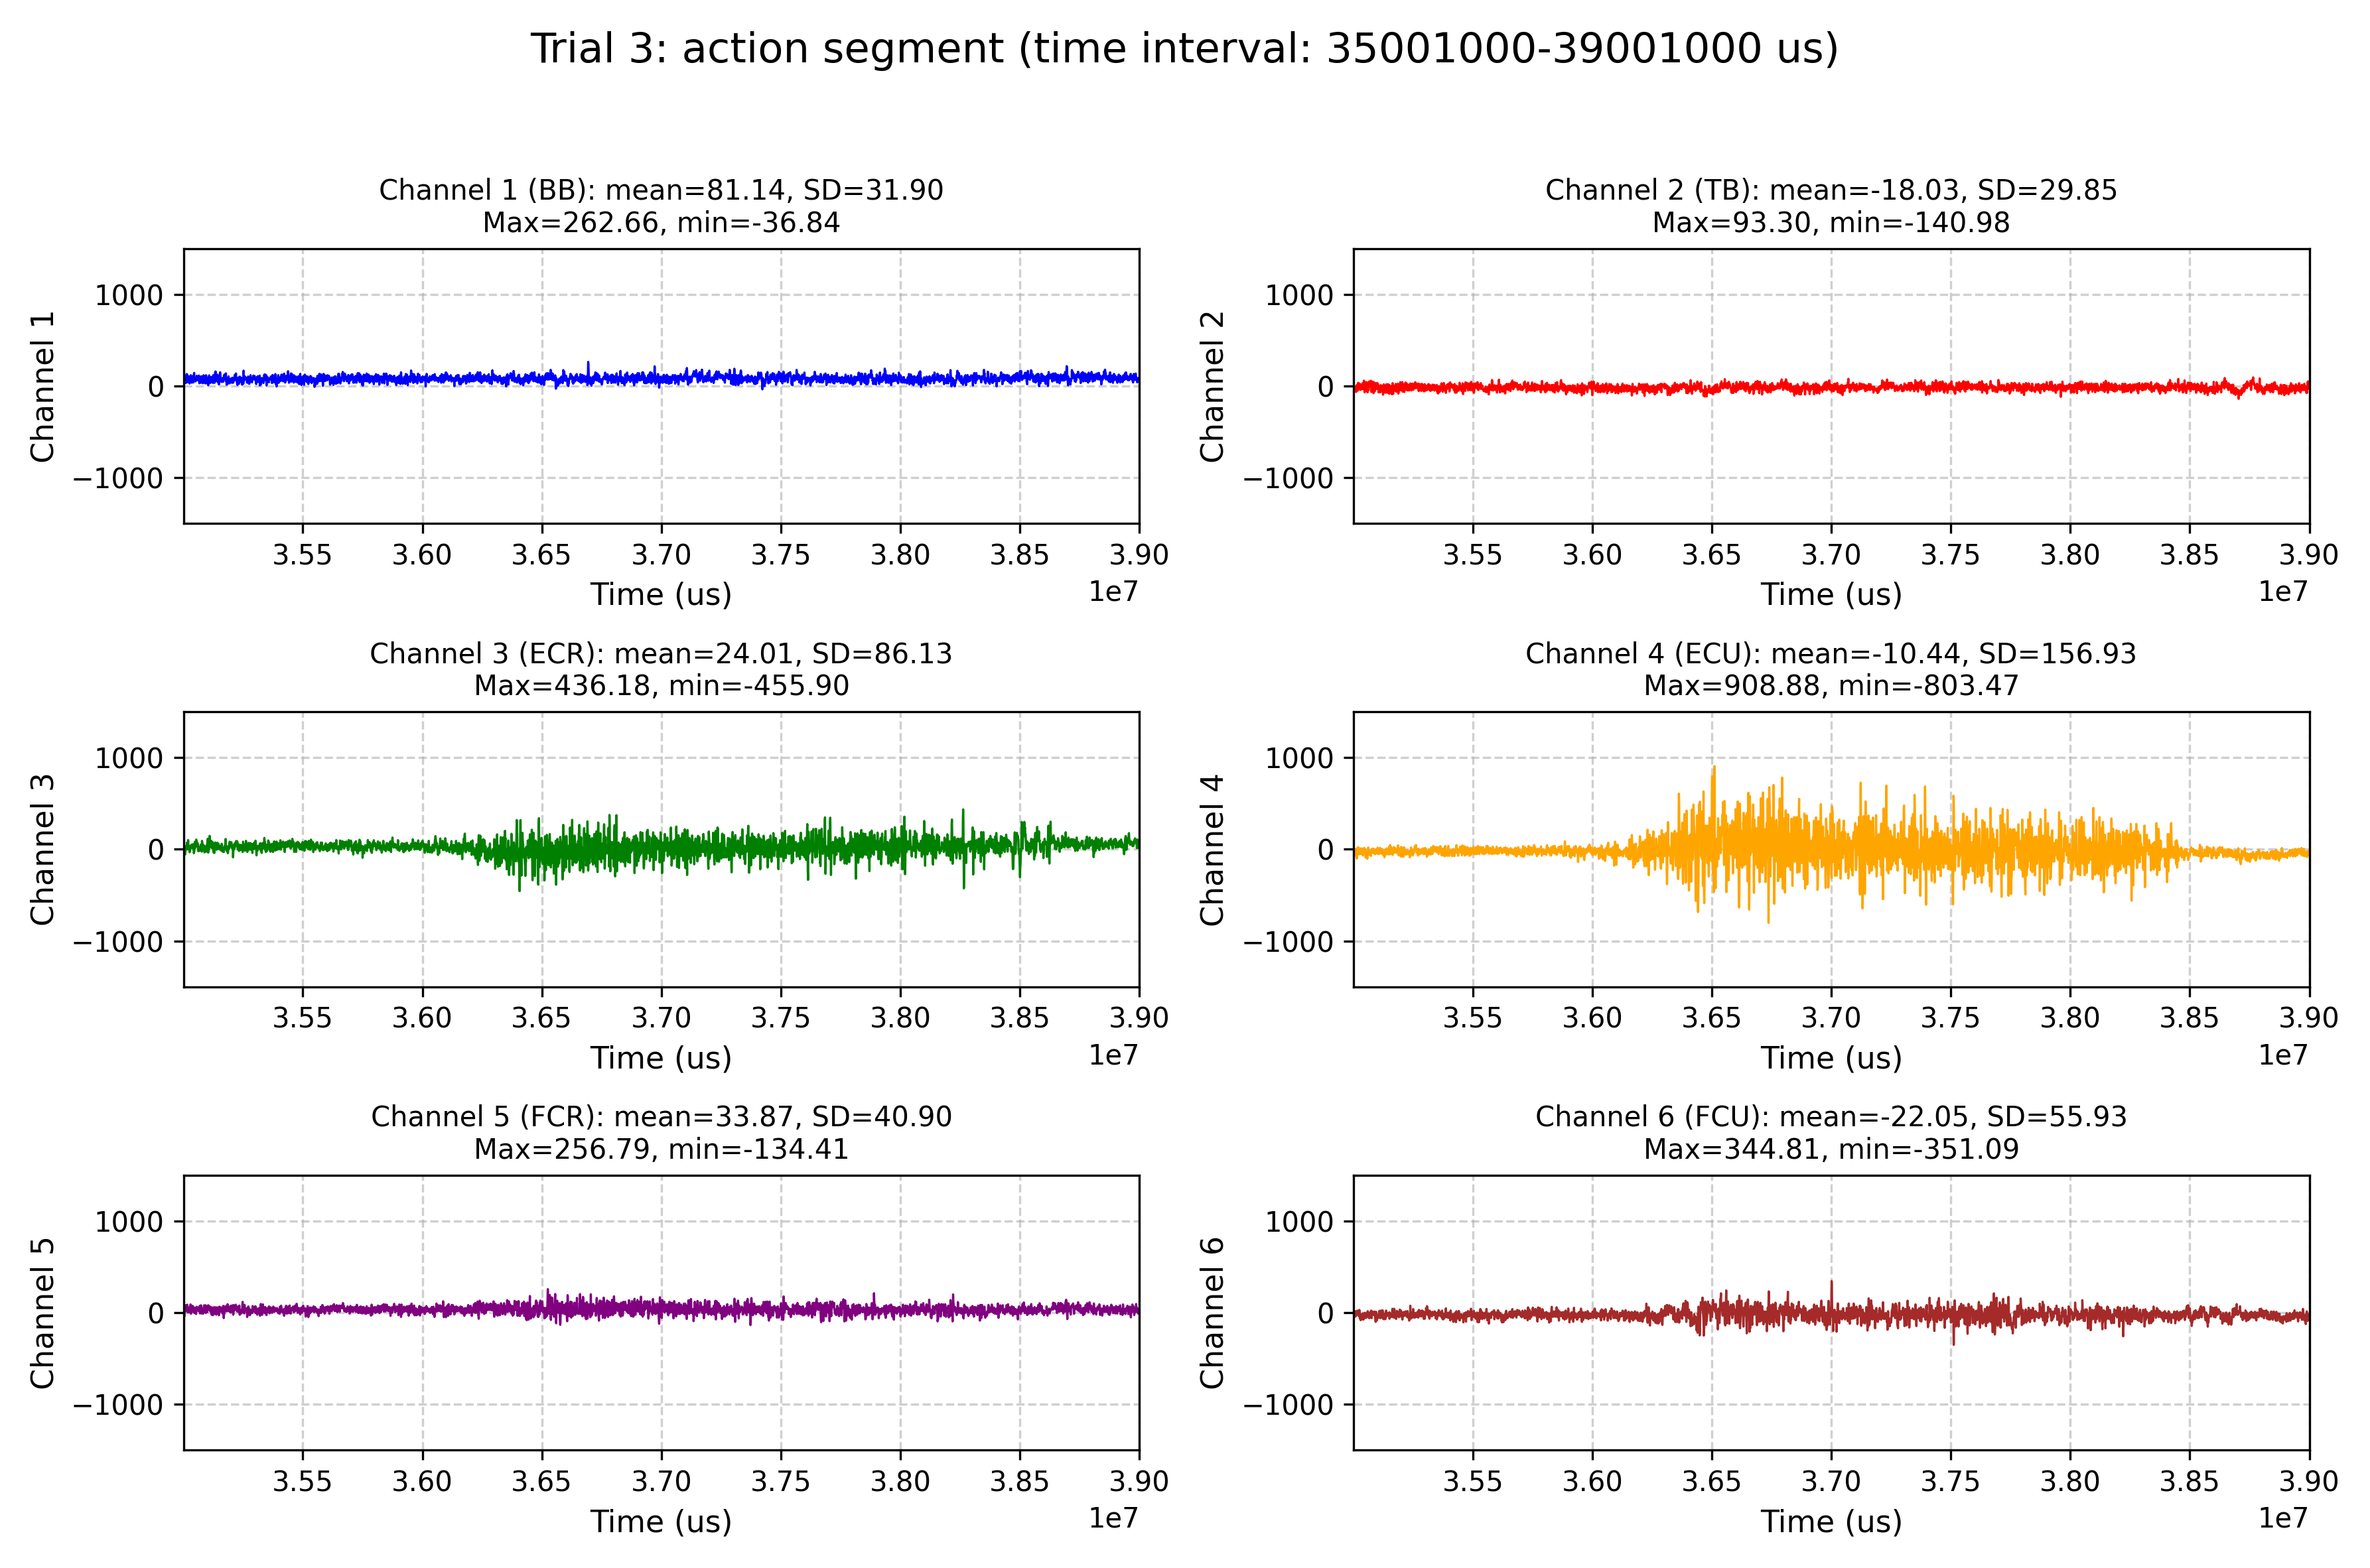 Trial 3: action segment (time interval: 35001000-39001000 us)
Channel 1 (BB): mean=81.14, SD=31.90
Max=262.66, min=-36.84
Channel 1
1000
0
−1000
3.55 3.60 3.65 3.70 3.75 3.80 3.85 3.90
Time (us)
1e7
Channel 2 (TB): mean=-18.03, SD=29.85
Max=93.30, min=-140.98
Channel 2
1000
0
−1000
3.55 3.60 3.65 3.70 3.75 3.80 3.85 3.90
Time (us)
1e7
Channel 3 (ECR): mean=24.01, SD=86.13
Max=436.18, min=-455.90
Channel 3
1000
0
−1000
3.55 3.60 3.65 3.70 3.75 3.80 3.85 3.90
Time (us)
1e7
Channel 4 (ECU): mean=-10.44, SD=156.93
Max=908.88, min=-803.47
Channel 4
1000
0
−1000
3.55 3.60 3.65 3.70 3.75 3.80 3.85 3.90
Time (us)
1e7
Channel 5 (FCR): mean=33.87, SD=40.90
Max=256.79, min=-134.41
Channel 5
1000
0
−1000
3.55 3.60 3.65 3.70 3.75 3.80 3.85 3.90
Time (us)
1e7
Channel 6 (FCU): mean=-22.05, SD=55.93
Max=344.81, min=-351.09
Channel 6
1000
0
−1000
3.55 3.60 3.65 3.70 3.75 3.80 3.85 3.90
Time (us)
1e7